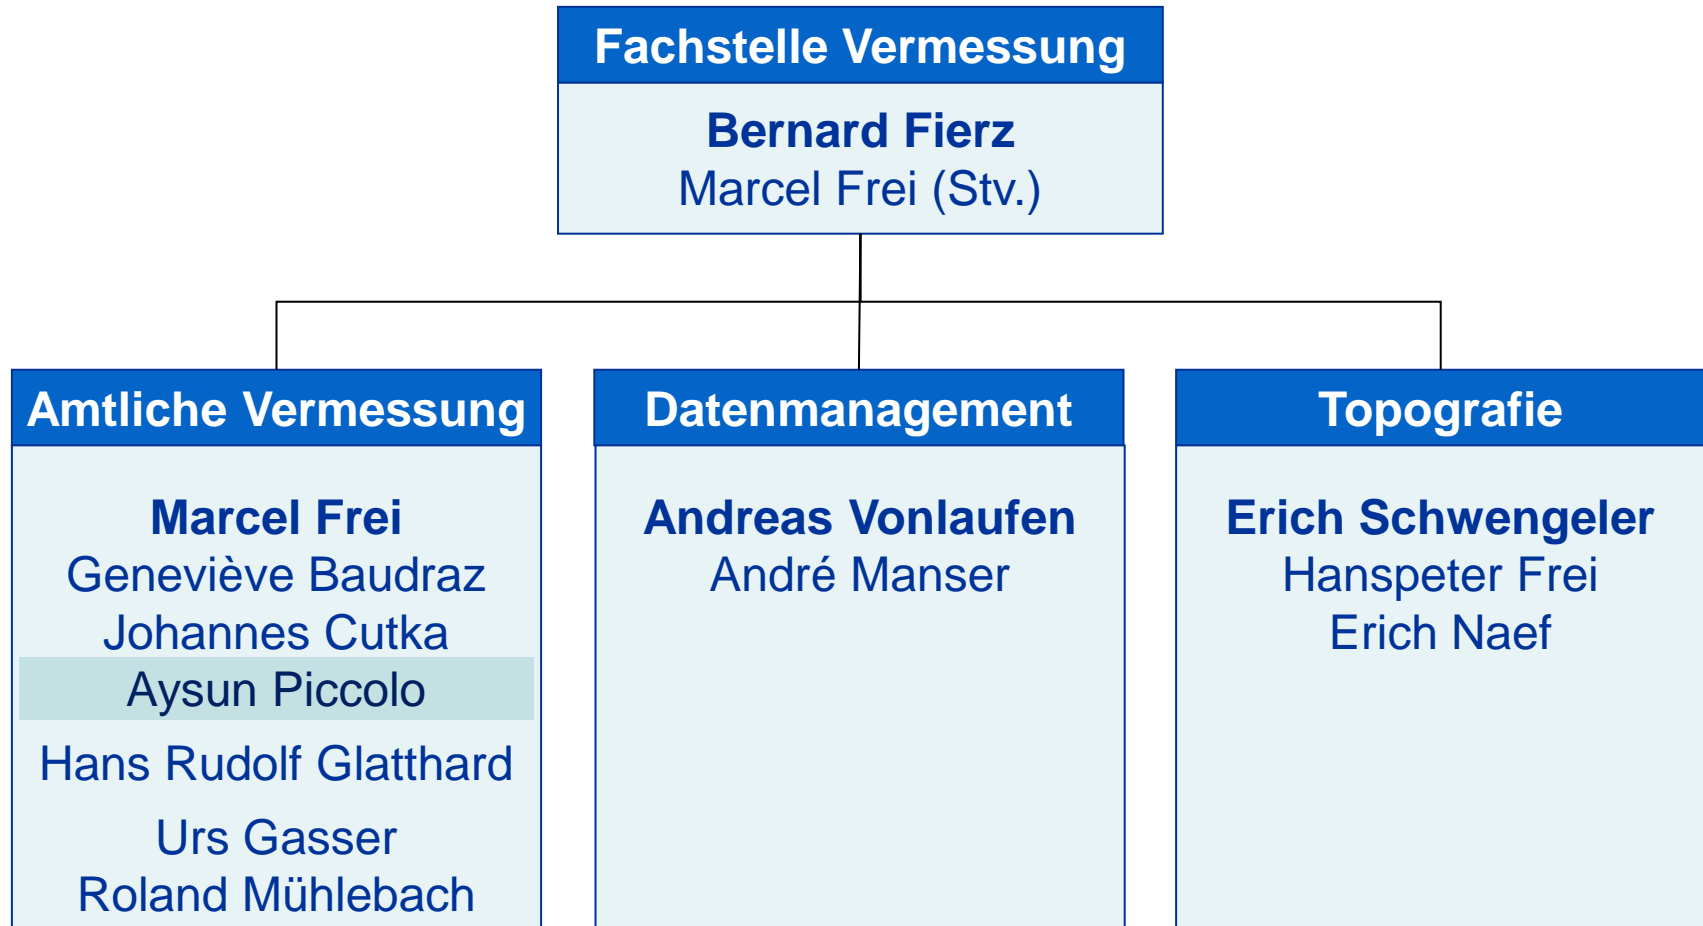 Fachstelle Vermessung
Bernard Fierz
Marcel Frei (Stv.)
Amtliche Vermessung
Marcel Frei
Geneviève Baudraz
Johannes Cutka
Aysun Piccolo
Hans Rudolf Glatthard
Urs Gasser
Roland Mühlebach
Datenmanagement
Andreas Vonlaufen
André Manser
Topografie
Erich Schwengeler
Hanspeter Frei
Erich Naef